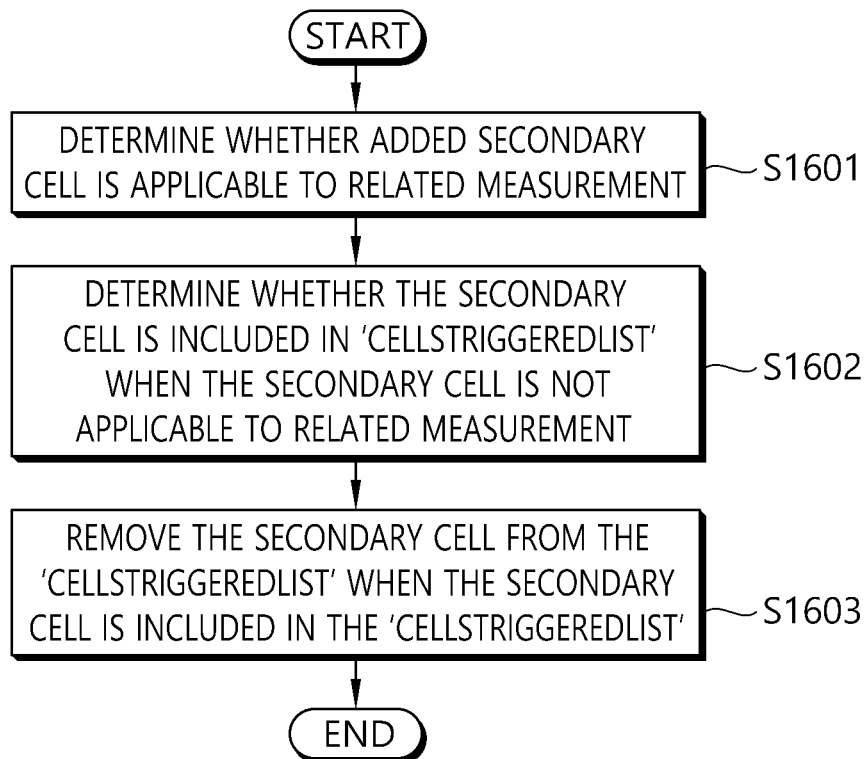 START
DETERMINE WHETHER ADDED SECONDARY
CELL IS APPLICABLE TO RELATED MEASUREMENT
S1601
DETERMINE WHETHER THE SECONDARY
CELL IS INCLUDED IN ‘CELLSTRIGGEREDLIST’
WHEN THE SECONDARY CELL IS NOT
APPLICABLE TO RELATED MEASUREMENT
S1602
REMOVE THE SECONDARY CELL FROM THE
‘CELLSTRIGGEREDLIST’ WHEN THE SECONDARY
CELL IS INCLUDED IN THE ‘CELLSTRIGGEREDLIST’
S1603
END